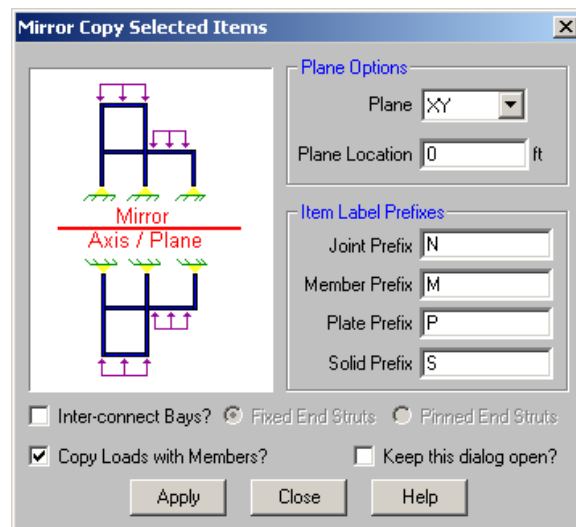 Mirror Copy Selected Items
Mirror
Axis / Plane
Plane Options
Plane XY
Plane Location 0 ft
Item Label Prefixes
Joint Prefix N
Member Prefix M
Plate Prefix P
Solid Prefix S
Inter-connect Bays? Fixed End Struts Pinned End Struts
Copy Loads with Members? Keep this dialog open?
Apply Close Help